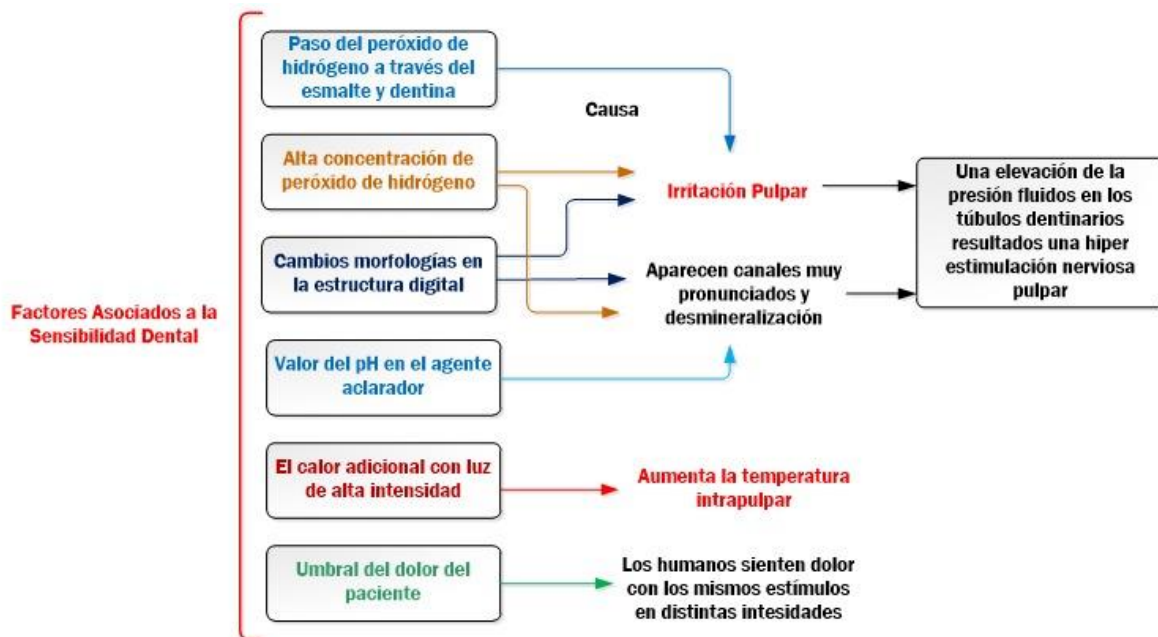 Factores Asociados a la
Sensibilidad Dental
Paso del peróxido de
hidrógeno a través del
esmalte y dentina
Alta concentración de
peróxido de hidrógeno
Cambios morfologías en
la estructura digital
Valor del pH en el agente
aclarador
El calor adicional con luz
de alta intensidad
Umbral del dolor del
paciente
Causa
Irritación Pulpar
Aparecen canales muy
pronunciados y
desmineralización
Aumenta la temperatura
intrapulpar
Los humanos sienten dolor
con los mismos estímulos
en distintas intesidades
Una elevación de la
presión fluidos en los
túbulos dentinarios
resultados una hiper
estimulación nerviosa
pulpar